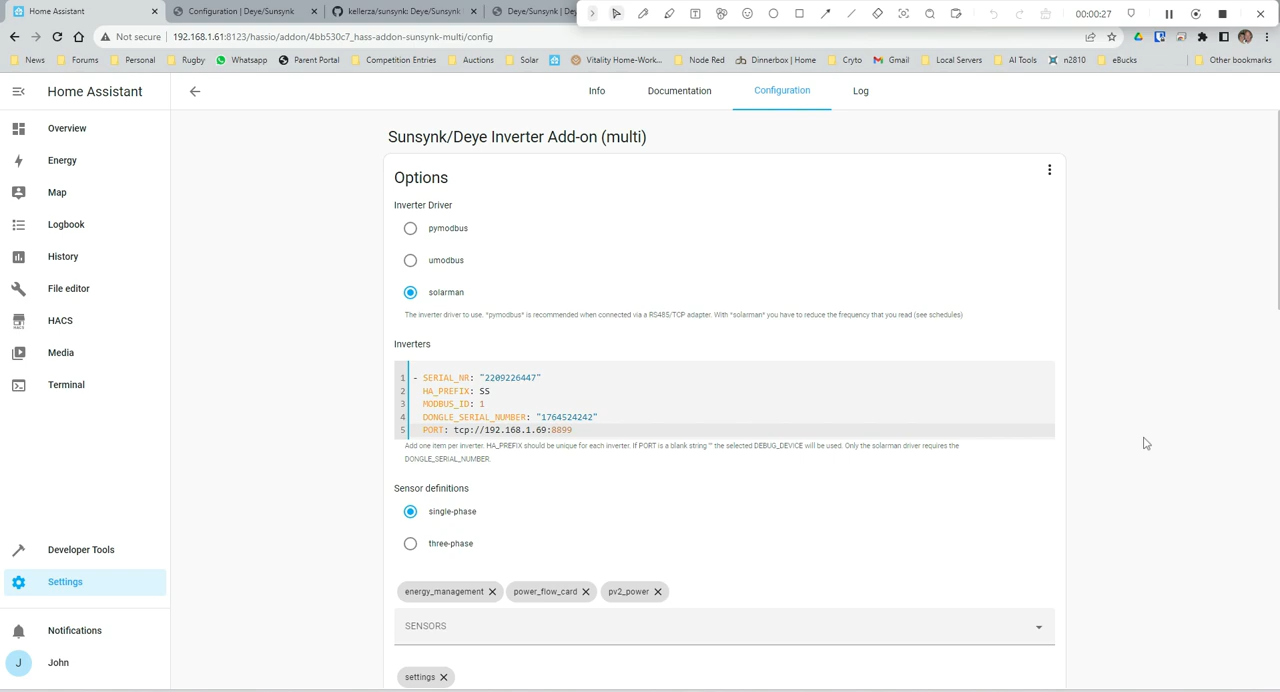 Home Assistant
Configuration | Deye/Sunsynk
kellerza/sunsynk: Deye/Sunsynk
Deye/Sunsynk | Dey
00:00:27
Not secure
192.168.1.61:8123/hassio/addon/4bb530c7_hass-addon-sunsynk-multi/config
News
Forums
Personal
Rugby
Whatsapp
Parent Portal
Competition Entries
Auctions
Solar
Vitality Home-Work...
Node Red
Dinnerbox | Home
Cryto
Gmail
Local Servers
AI Tools
n2810
eBucks
Other bookmarks
Home Assistant
Info
Documentation
Configuration
Log
Overview
Energy
Map
Logbook
History
File editor
HACS
Media
Terminal
Developer Tools
Settings
Notifications
J
John
Sunsynk/Deye Inverter Add-on (multi)
Options
Inverter Driver
pymodbus
umodbus
solarman
The inverter driver to use. *pymodbus* is recommended when connected via a RS485/TCP adapter. With *solarman* you have to reduce the frequency that you read (see schedules)
Inverters
1 - SERIAL_NR: "2209226447"
2 HA_PREFIX: SS
3 MODBUS_ID: 1
4 DONGLE_SERIAL_NUMBER: "1764524242"
5 PORT: tcp://192.168.1.69:8899
Add one item per inverter. HA_PREFIX should be unique for each inverter. If PORT is a blank string "" the selected DEBUG_DEVICE will be used. Only the solarman driver requires the
DONGLE_SERIAL_NUMBER.
Sensor definitions
single-phase
three-phase
energy_management
power_flow_card
pv2_power
SENSORS
settings